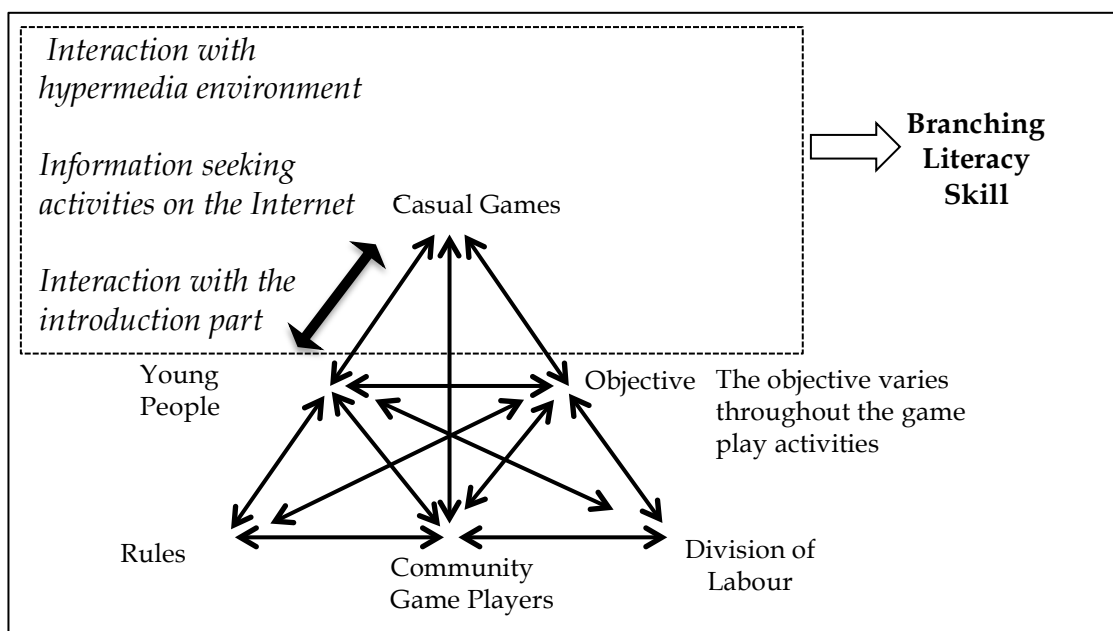 Interaction with
hypermedia environment
Information seeking
activities on the Internet
Interaction with the
introduction part
Branching
Literacy
Skill
Casual Games
Young
People
Objective
The objective varies
throughout the game
play activities
Rules
Community
Game Players
Division of
Labour